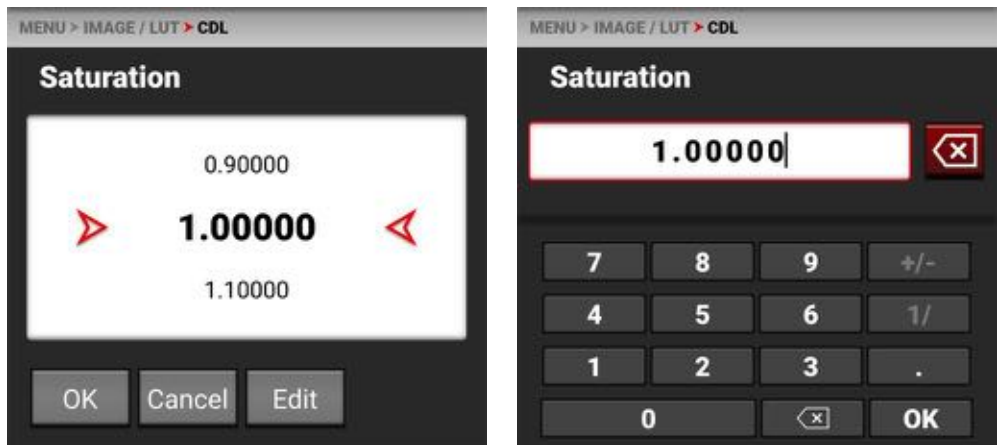 MENU > IMAGE / LUT > CDL
Saturation
0.90000
1.00000
1.10000
OK Cancel Edit
MENU > IMAGE / LUT > CDL
Saturation
1.00000
7 8 9 +/-
4 5 6 1/
1 2 3 .
0 OK